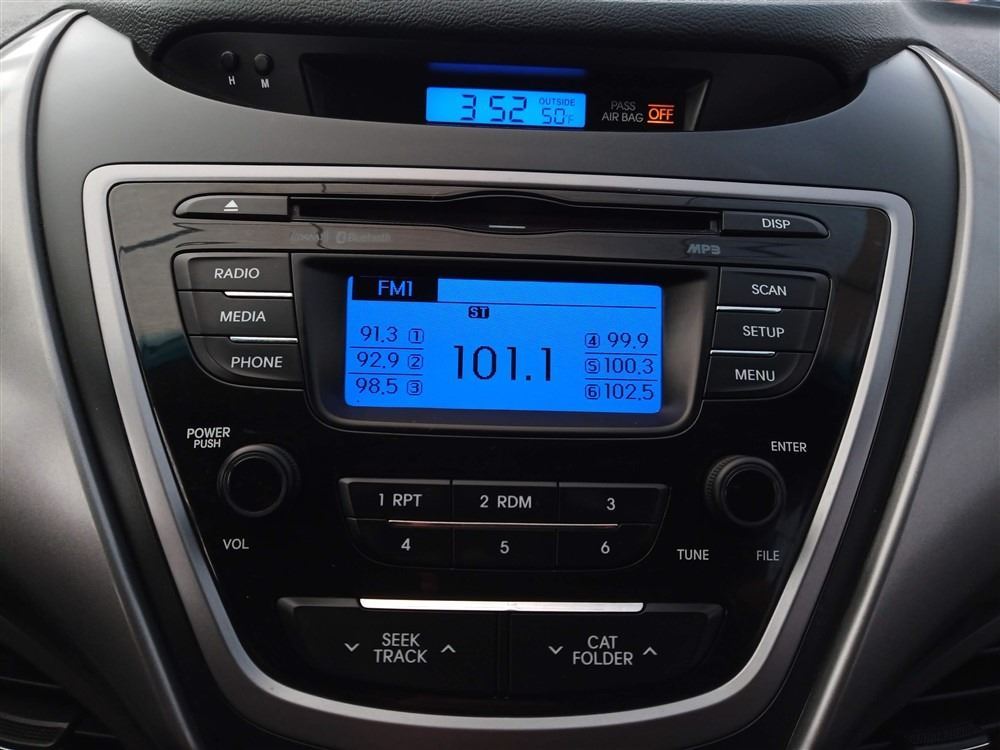 H M
3 52 OUTSIDE 50°F
PASS
AIR BAG OFF
DISP
Bluetooth
MP3
RADIO
MEDIA
PHONE
FM1
ST
91.3 1
92.9 2
98.5 3
101.1
4 99.9
5 100.3
6 102.5
SCAN
SETUP
MENU
POWER
PUSH
VOL
1 RPT
2 RDM
3
4
5
6
ENTER
TUNE
FILE
SEEK
TRACK
CAT
FOLDER